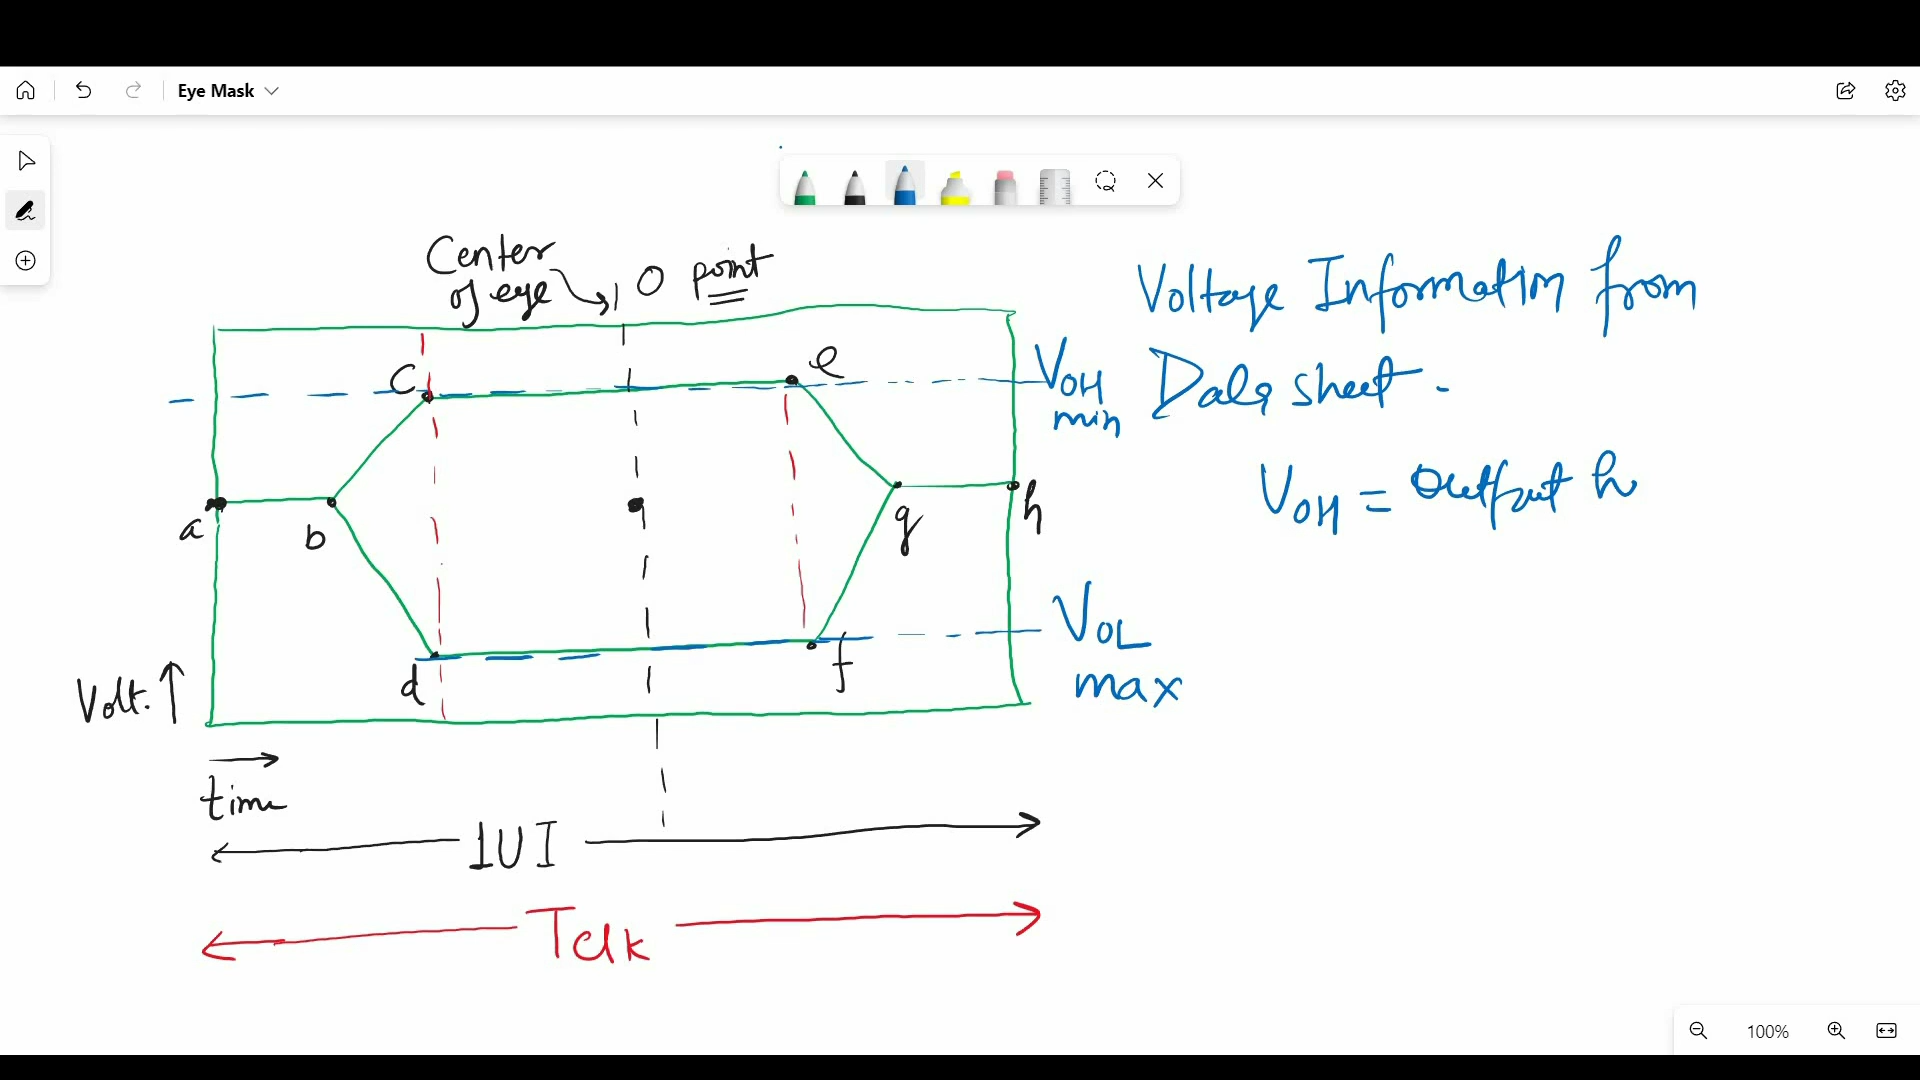 Eye Mask
Center
of eye
0 point
Voltage Information from
Data sheet.
c
e
VOH
min
VOH = Output h
a
b
g
h
VOL
max
d
f
Volt.
time
1UI
Tclk
100%